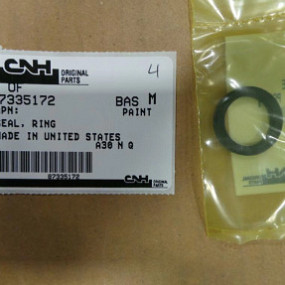 CNH ORIGINAL PARTS
4
OF
87335172 BAS M
PN: PAINT
SEAL, RING
MADE IN UNITED STATES
A30 N Q
87335172
CNH ORIGINAL PARTS